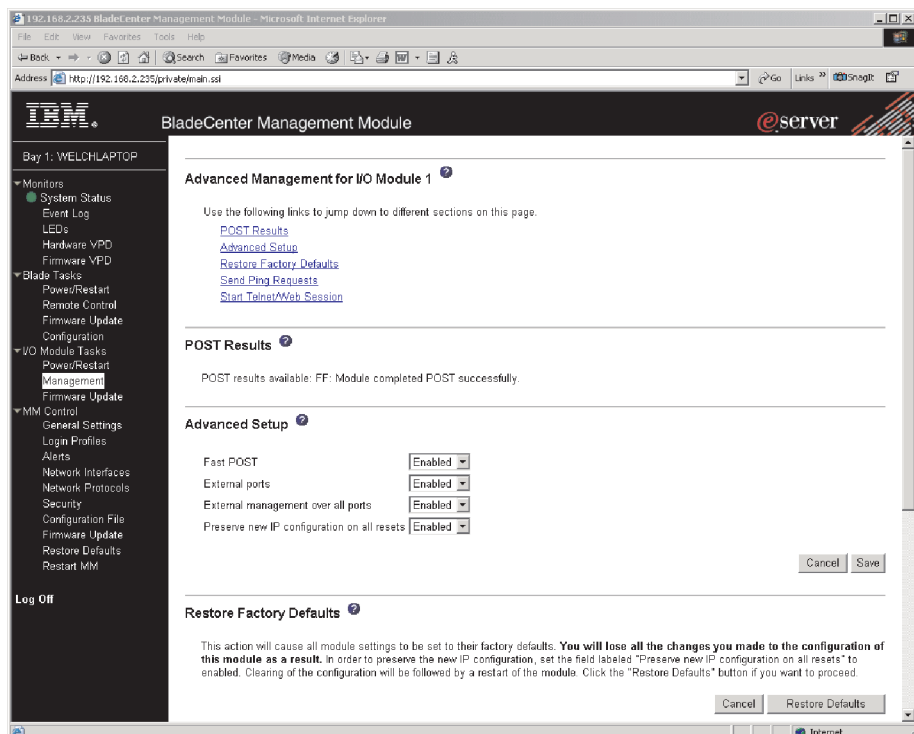 192.168.2.235 BladeCenter Management Module - Microsoft Internet Explorer
File Edit View Favorites Tools Help
Back Search Favorites Media
Address http://192.168.2.235/private/main.ssi Go Links » SnagIt
IBM. BladeCenter Management Module eserver
Bay 1: WELCHLAPTOP
Monitors
System Status
Event Log
LEDs
Hardware VPD
Firmware VPD
Blade Tasks
Power/Restart
Remote Control
Firmware Update
Configuration
I/O Module Tasks
Power/Restart
Management
Firmware Update
MM Control
General Settings
Login Profiles
Alerts
Network Interfaces
Network Protocols
Security
Configuration File
Firmware Update
Restore Defaults
Restart MM
Log Off
Advanced Management for I/O Module 1 ?
Use the following links to jump down to different sections on this page.
POST Results
Advanced Setup
Restore Factory Defaults
Send Ping Requests
Start Telnet/Web Session
POST Results ?
POST results available: FF: Module completed POST successfully.
Advanced Setup ?
Fast POST Enabled
External ports Enabled
External management over all ports Enabled
Preserve new IP configuration on all resets Enabled
Cancel Save
Restore Factory Defaults ?
This action will cause all module settings to be set to their factory defaults. You will lose all the changes you made to the configuration of
this module as a result. In order to preserve the new IP configuration, set the field labeled "Preserve new IP configuration on all resets" to
enabled. Clearing of the configuration will be followed by a restart of the module. Click the "Restore Defaults" button if you want to proceed.
Cancel Restore Defaults
Internet